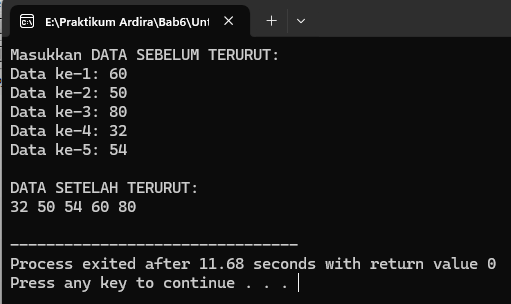 E:\Praktikum Ardira\Bab6\Unt
Masukkan DATA SEBELUM TERURUT:
Data ke-1: 60
Data ke-2: 50
Data ke-3: 80
Data ke-4: 32
Data ke-5: 54
DATA SETELAH TERURUT:
32 50 54 60 80
--------------------------------
Process exited after 11.68 seconds with return value 0
Press any key to continue . . .